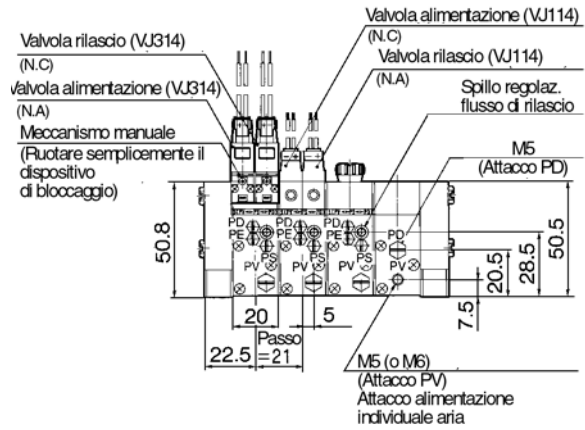 Valvola alimentazione (VJ114)
(N.C)
Valvola rilascio (VJ314)
(N.C)
Valvola rilascio (VJ114)
(N.A)
Valvola alimentazione (VJ314)
(N.A)
Spillo regolaz.
flusso di rilascio
Meccanismo manuale
(Ruotare semplicemente il
dispositivo
di bloccaggio)
M5
(Attacco PD)
PD PD PD PD
PE PE PE
PS PS
PV PV PV PV
50.8
50.5
28.5
20.5
7.5
20
5
Passo
=21
22.5
M5 (o M6)
(Attacco PV)
Attacco alimentazione
individuale aria